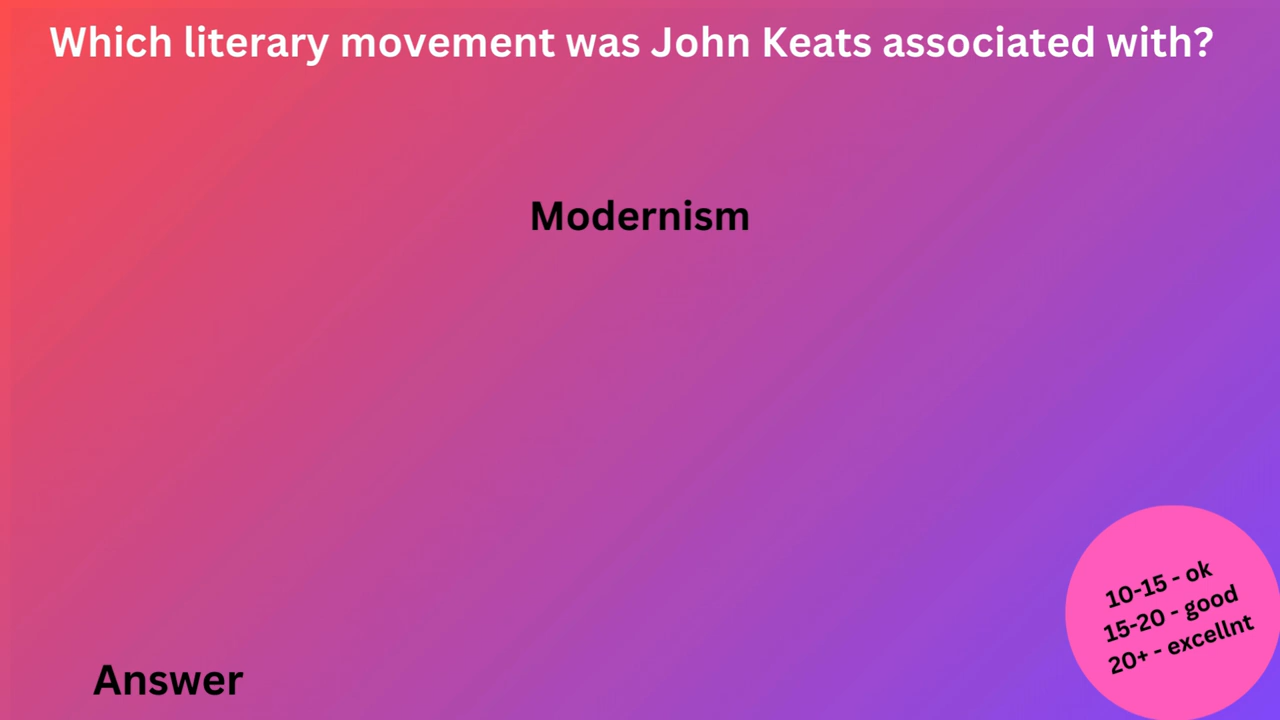 Which literary movement was John Keats associated with?
Modernism
10-15 - ok
15-20 - good
20+ - excellnt
Answer